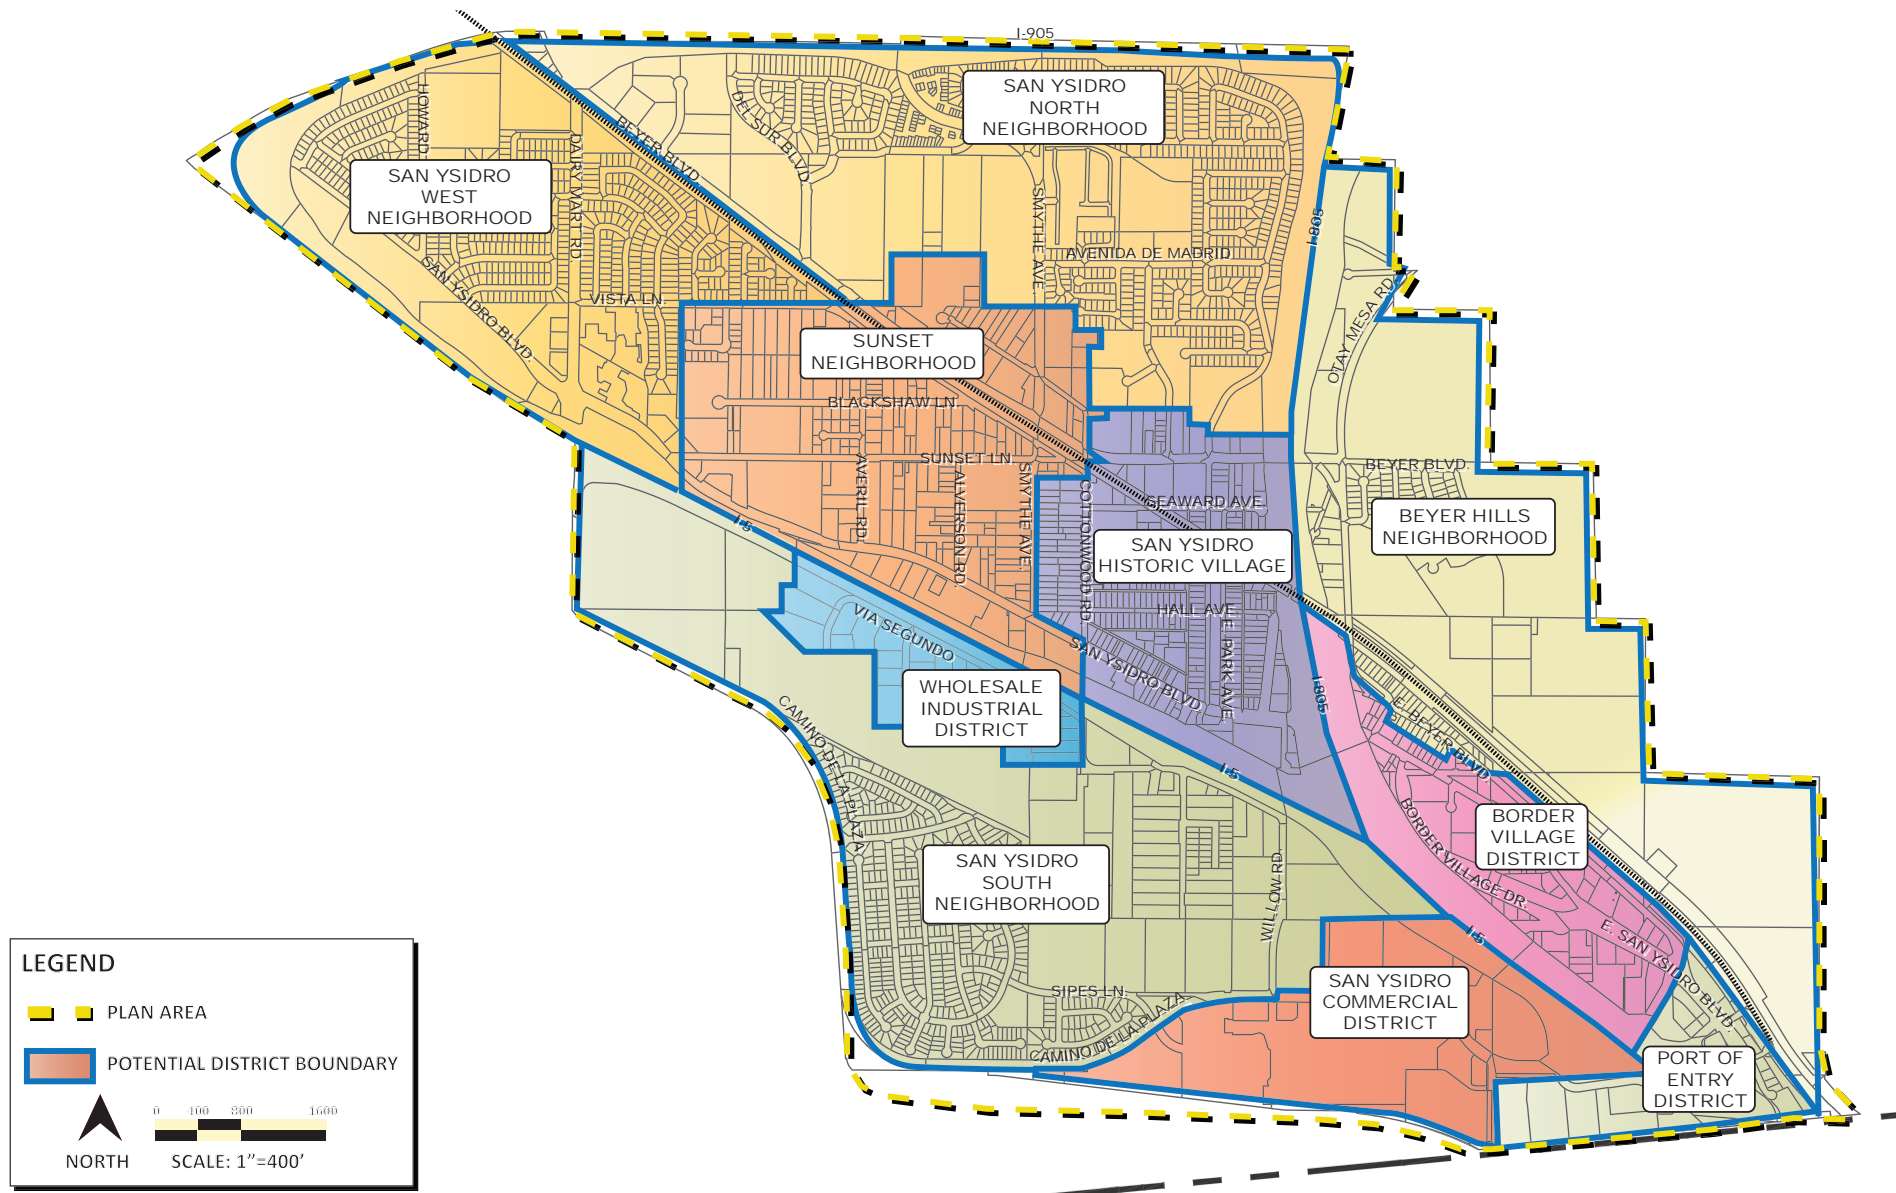 I-905
SAN YSIDRO
NORTH
NEIGHBORHOOD
HOWARD
DEL SUR BLVD.
BEYER BLVD.
DAIRY MART RD.
SAN YSIDRO
WEST
NEIGHBORHOOD
SMYTHE AVE.
I-805
AVENIDA DE MADRID
SAN YSIDRO BLVD.
VISTA LN.
OTAY MESA RD.
SUNSET
NEIGHBORHOOD
BLACKSHAW LN.
SUNSET LN.
BEYER BLVD.
AVERIL RD.
ALVERSON RD.
SMYTHE AVE.
COTTONWOOD RD.
SEAWARD AVE.
BEYER HILLS
NEIGHBORHOOD
I-5
SAN YSIDRO
HISTORIC VILLAGE
HALL AVE.
E. PARK AVE.
VIA SEGUNDO
SAN YSIDRO BLVD.
I-805
WHOLESALE
INDUSTRIAL
DISTRICT
E. BEYER BLVD.
CAMINO DE LA PLAZA
I-5
BORDER
VILLAGE
DISTRICT
BORDER VILLAGE DR.
SAN YSIDRO
SOUTH
NEIGHBORHOOD
WILLOW RD.
I-5
E. SAN YSIDRO BLVD
SIPES LN.
CAMINO DE LA PLAZA
SAN YSIDRO
COMMERCIAL
DISTRICT
PORT OF
ENTRY
DISTRICT
LEGEND
PLAN AREA
POTENTIAL DISTRICT BOUNDARY
0 400 800 1600
NORTH
SCALE: 1"=400'